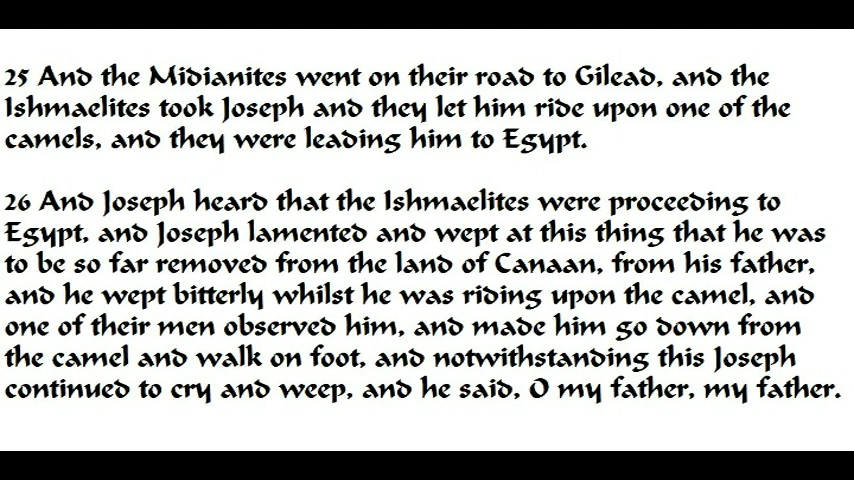 25 And the Midianites went on their road to Gilead, and the
Ishmaelites took Joseph and they let him ride upon one of the
camels, and they were leading him to Egypt.
26 And Joseph heard that the Ishmaelites were proceeding to
Egypt, and Joseph lamented and wept at this thing that he was
to be so far removed from the land of Canaan, from his father,
and he wept bitterly whilst he was riding upon the camel, and
one of their men observed him, and made him go down from
the camel and walk on foot, and notwithstanding this Joseph
continued to cry and weep, and he said, O my father, my father.